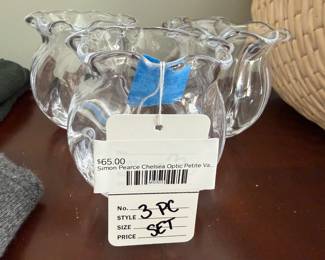 $65.00
Simon Pearce Chelsea Optic Petite Va..
No. 3 PC
STYLE
SIZE SET
PRICE